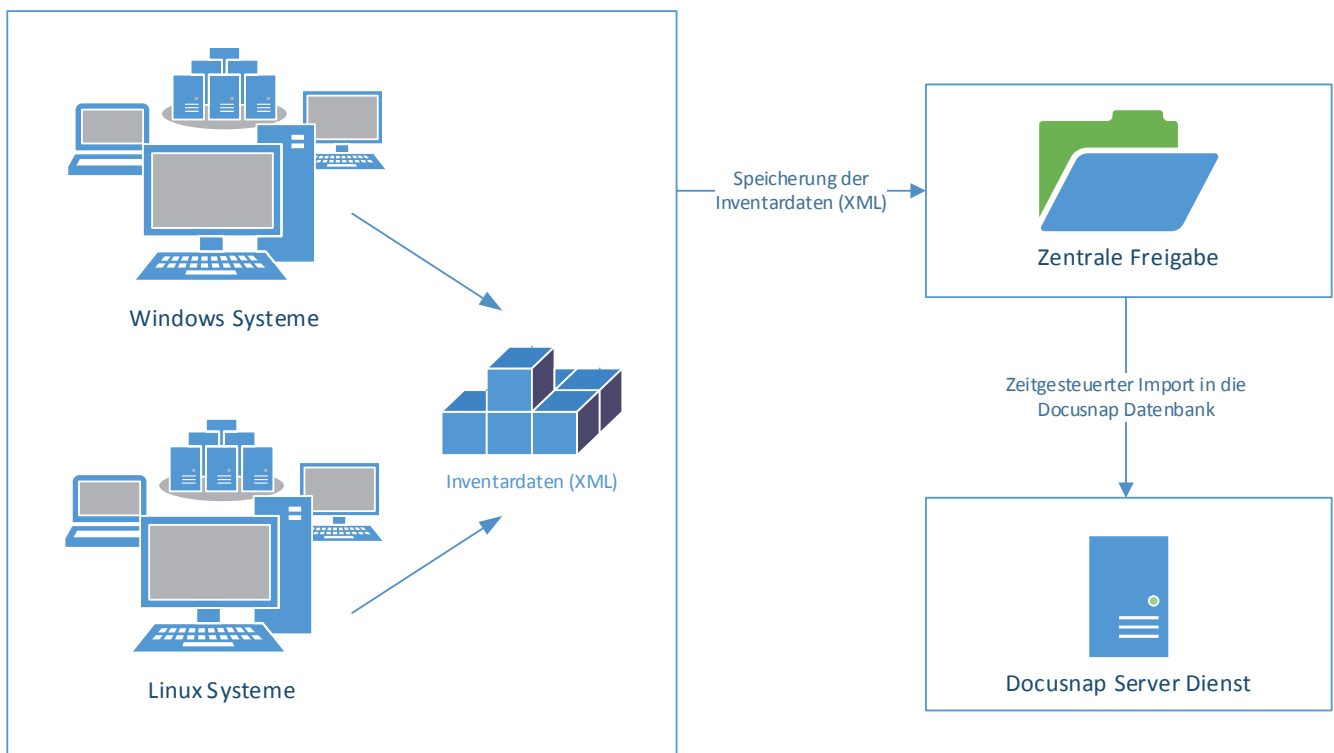 Windows Systeme
Inventardaten (XML)
Linux Systeme
Speicherung der
Inventardaten (XML)
Zentrale Freigabe
Zeitgesteuerter Import in die
Docusnap Datenbank
Docusnap Server Dienst